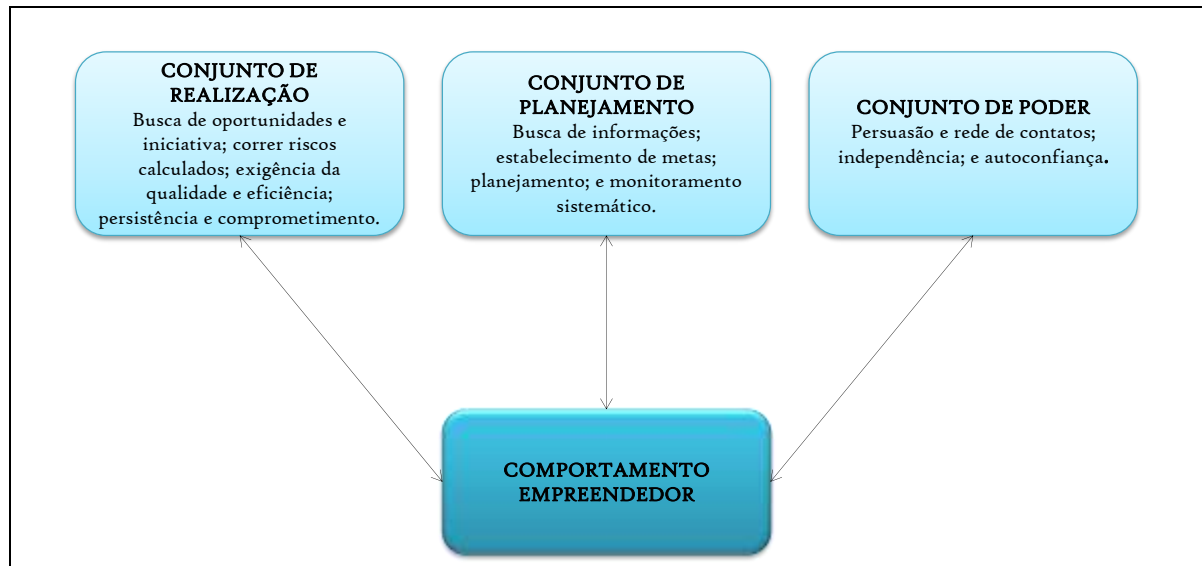 CONJUNTO DE
REALIZAÇÃO
Busca de oportunidades e
iniciativa; correr riscos
calculados; exigência da
qualidade e eficiência;
persistência e comprometimento.
CONJUNTO DE
PLANEJAMENTO
Busca de informações;
estabelecimento de metas;
planejamento; e monitoramento
sistemático.
CONJUNTO DE PODER
Persuasão e rede de contatos;
independência; e autoconfiança.
COMPORTAMENTO
EMPREENDEDOR